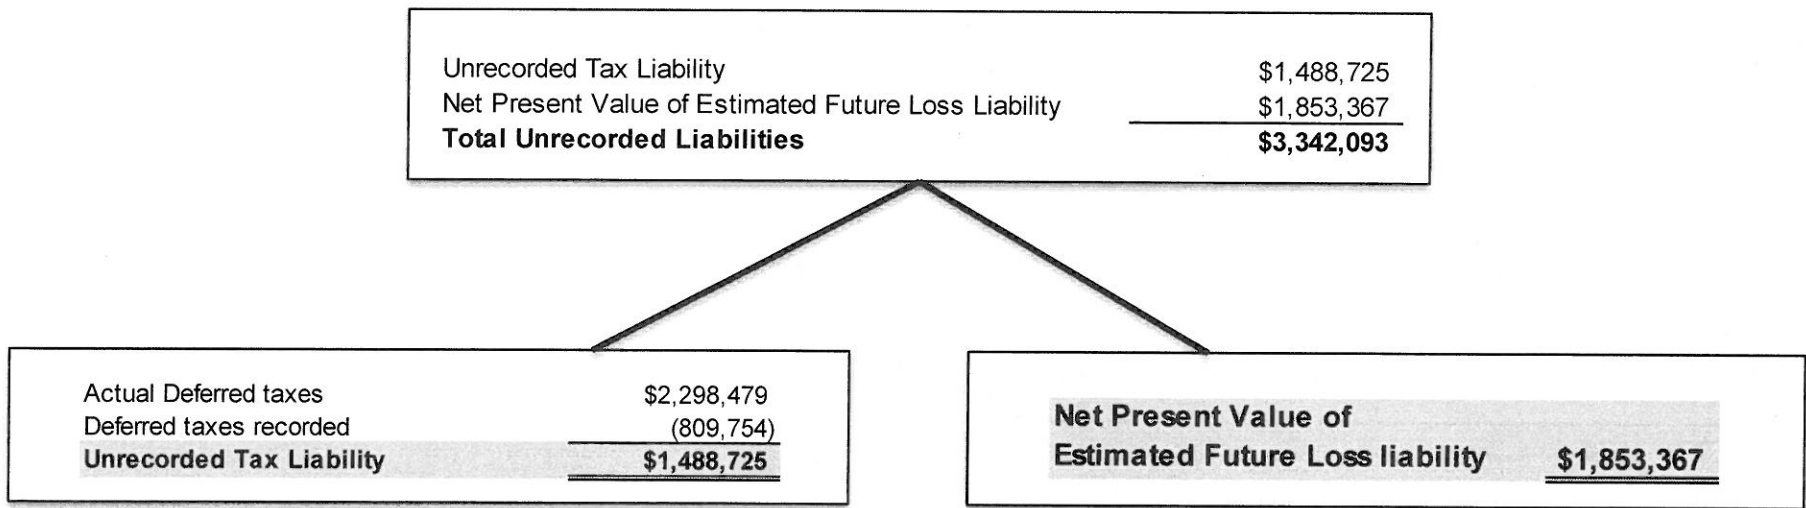 Unrecorded Tax Liability $1,488,725
Net Present Value of Estimated Future Loss Liability $1,853,367
Total Unrecorded Liabilities $3,342,093
Actual Deferred taxes $2,298,479
Deferred taxes recorded (809,754)
Unrecorded Tax Liability $1,488,725
Net Present Value of
Estimated Future Loss liability $1,853,367